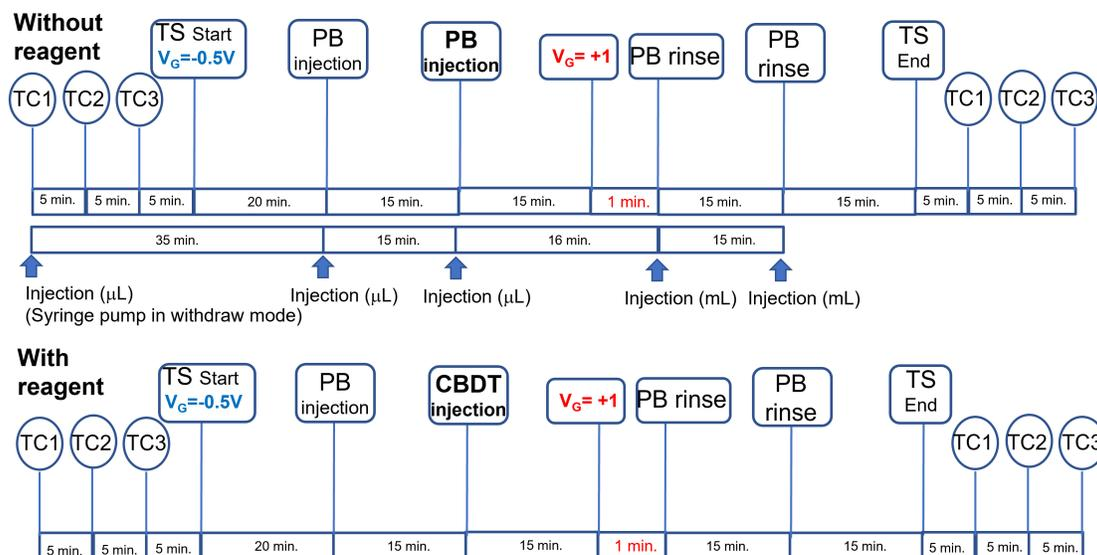 Without
reagent
TS Start
VG=-0.5V
PB
injection
PB
injection
VG= +1
PB rinse
PB
rinse
TS
End
TC1
TC2
TC3
TC1
TC2
TC3
5 min.
5 min.
5 min.
20 min.
15 min.
15 min.
1 min.
15 min.
15 min.
5 min.
5 min.
5 min.
35 min.
15 min.
16 min.
15 min.
Injection (μL)
(Syringe pump in withdraw mode)
Injection (μL)
Injection (μL)
Injection (mL)
Injection (mL)
With
reagent
TS Start
VG=-0.5V
PB
injection
CBDT
injection
VG= +1
PB rinse
PB
rinse
TS
End
TC1
TC2
TC3
TC1
TC2
TC3
5 min.
5 min.
5 min.
20 min.
15 min.
15 min.
1 min.
15 min.
15 min.
5 min.
5 min.
5 min.